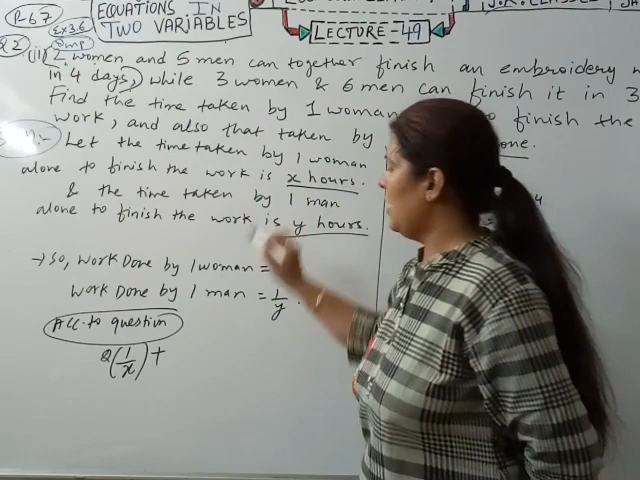 P-67
EQUATIONS IN
TWO VARIABLES
Ex 3.6
Imp
LECTURE-49
Q2
(ii) 2 women and 5 men can together finish an embroidery
in 4 days, while 3 women & 6 men can finish it in 3
Find the time taken by 1 woman to finish the
work, and also that taken by
Let the time taken by 1 woman
alone to finish the work is x hours.
& the time taken by 1 man
alone to finish the work is y hours.
→ So, Work Done by 1 woman =
Work Done by 1 man = 1/y.
Acc. to question
2(1/x) +